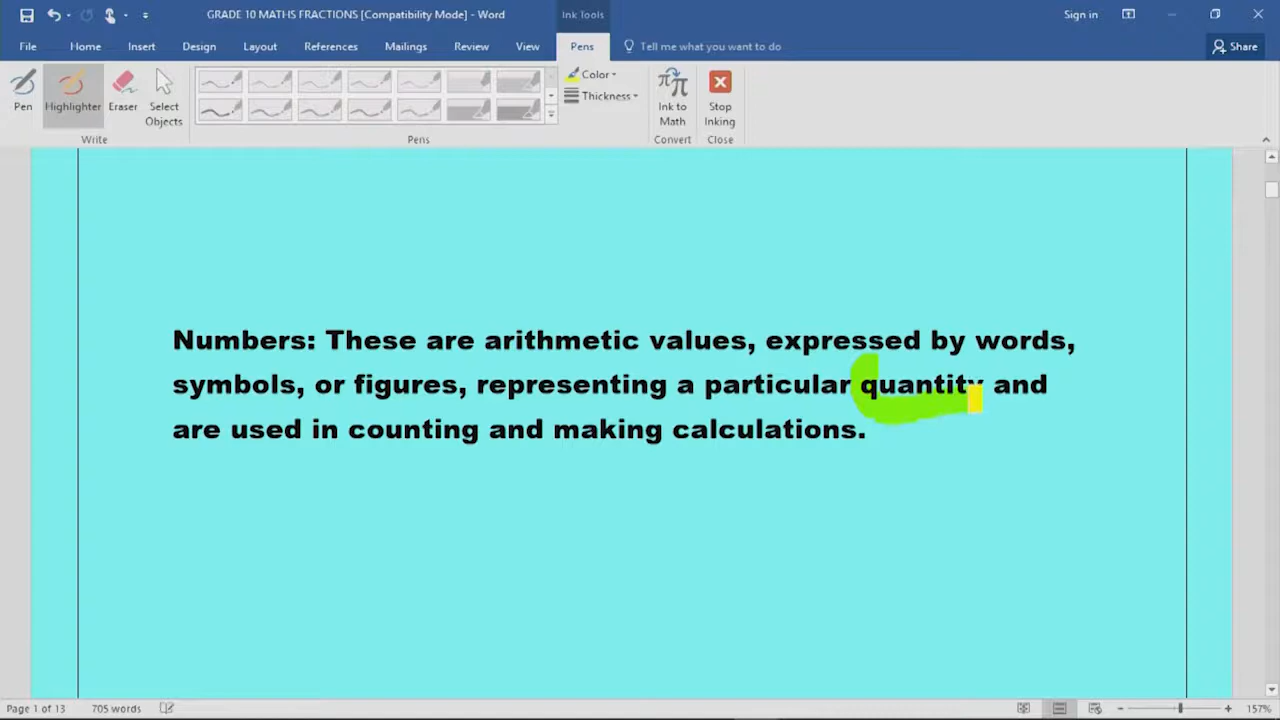 GRADE 10 MATHS FRACTIONS [Compatibility Mode] - Word
Ink Tools
Sign in
File Home Insert Design Layout References Mailings Review View Pens Tell me what you want to do Share
Pen Highlighter Eraser Select Objects
Color
Thickness
Ink to Math
Stop Inking
Write Pens Convert Close
Numbers: These are arithmetic values, expressed by words,
symbols, or figures, representing a particular quantity and
are used in counting and making calculations.
Page 1 of 13 705 words 157%